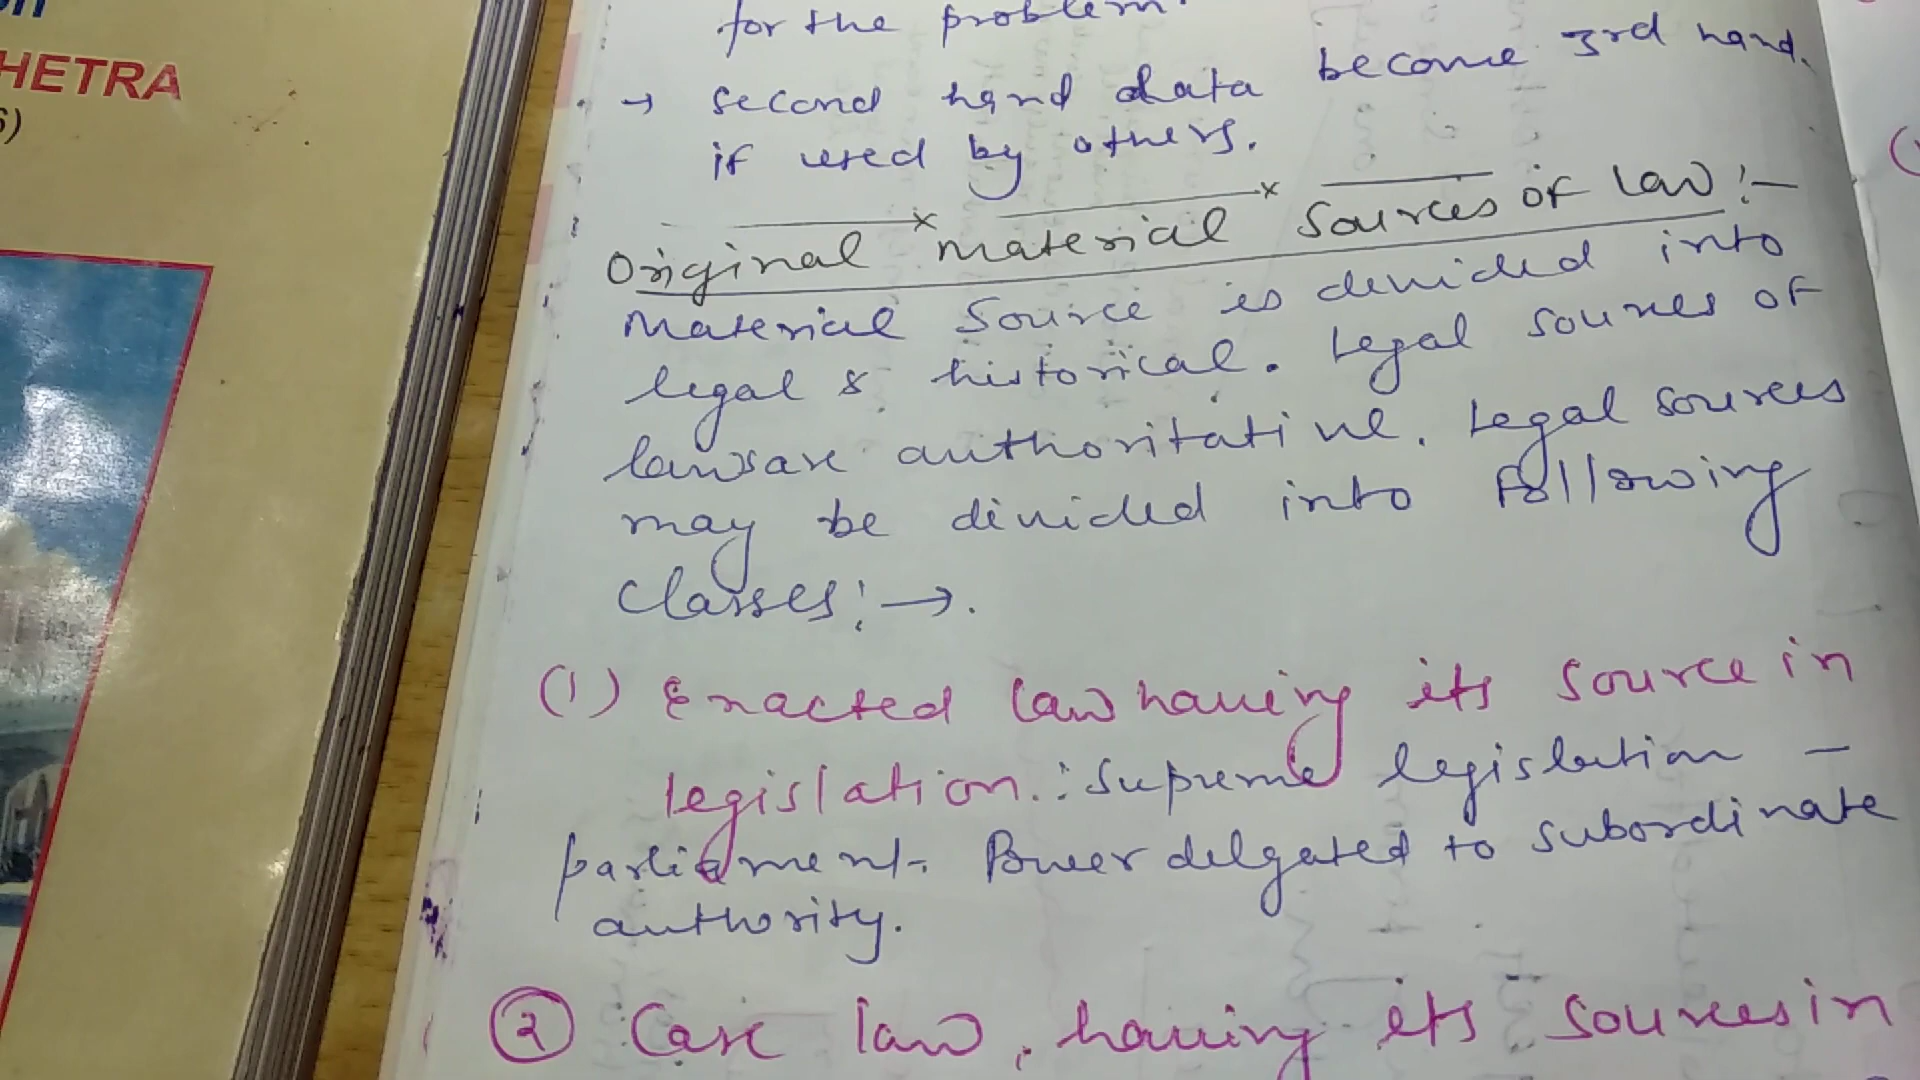 HETRA
for the problem.
→ second hand data become 3rd hand.
if used by others.
Original material Sources of Law :-
Material Source is divided into
legal & historical. Legal sources of
laws are authoritative. Legal sources
may be divided into following
Classes :→.
(1) Enacted law having its source in
legislation. : Supreme legislation -
parliament. Power delgated to subordinate
authority.
(2) Case law, having its sources in